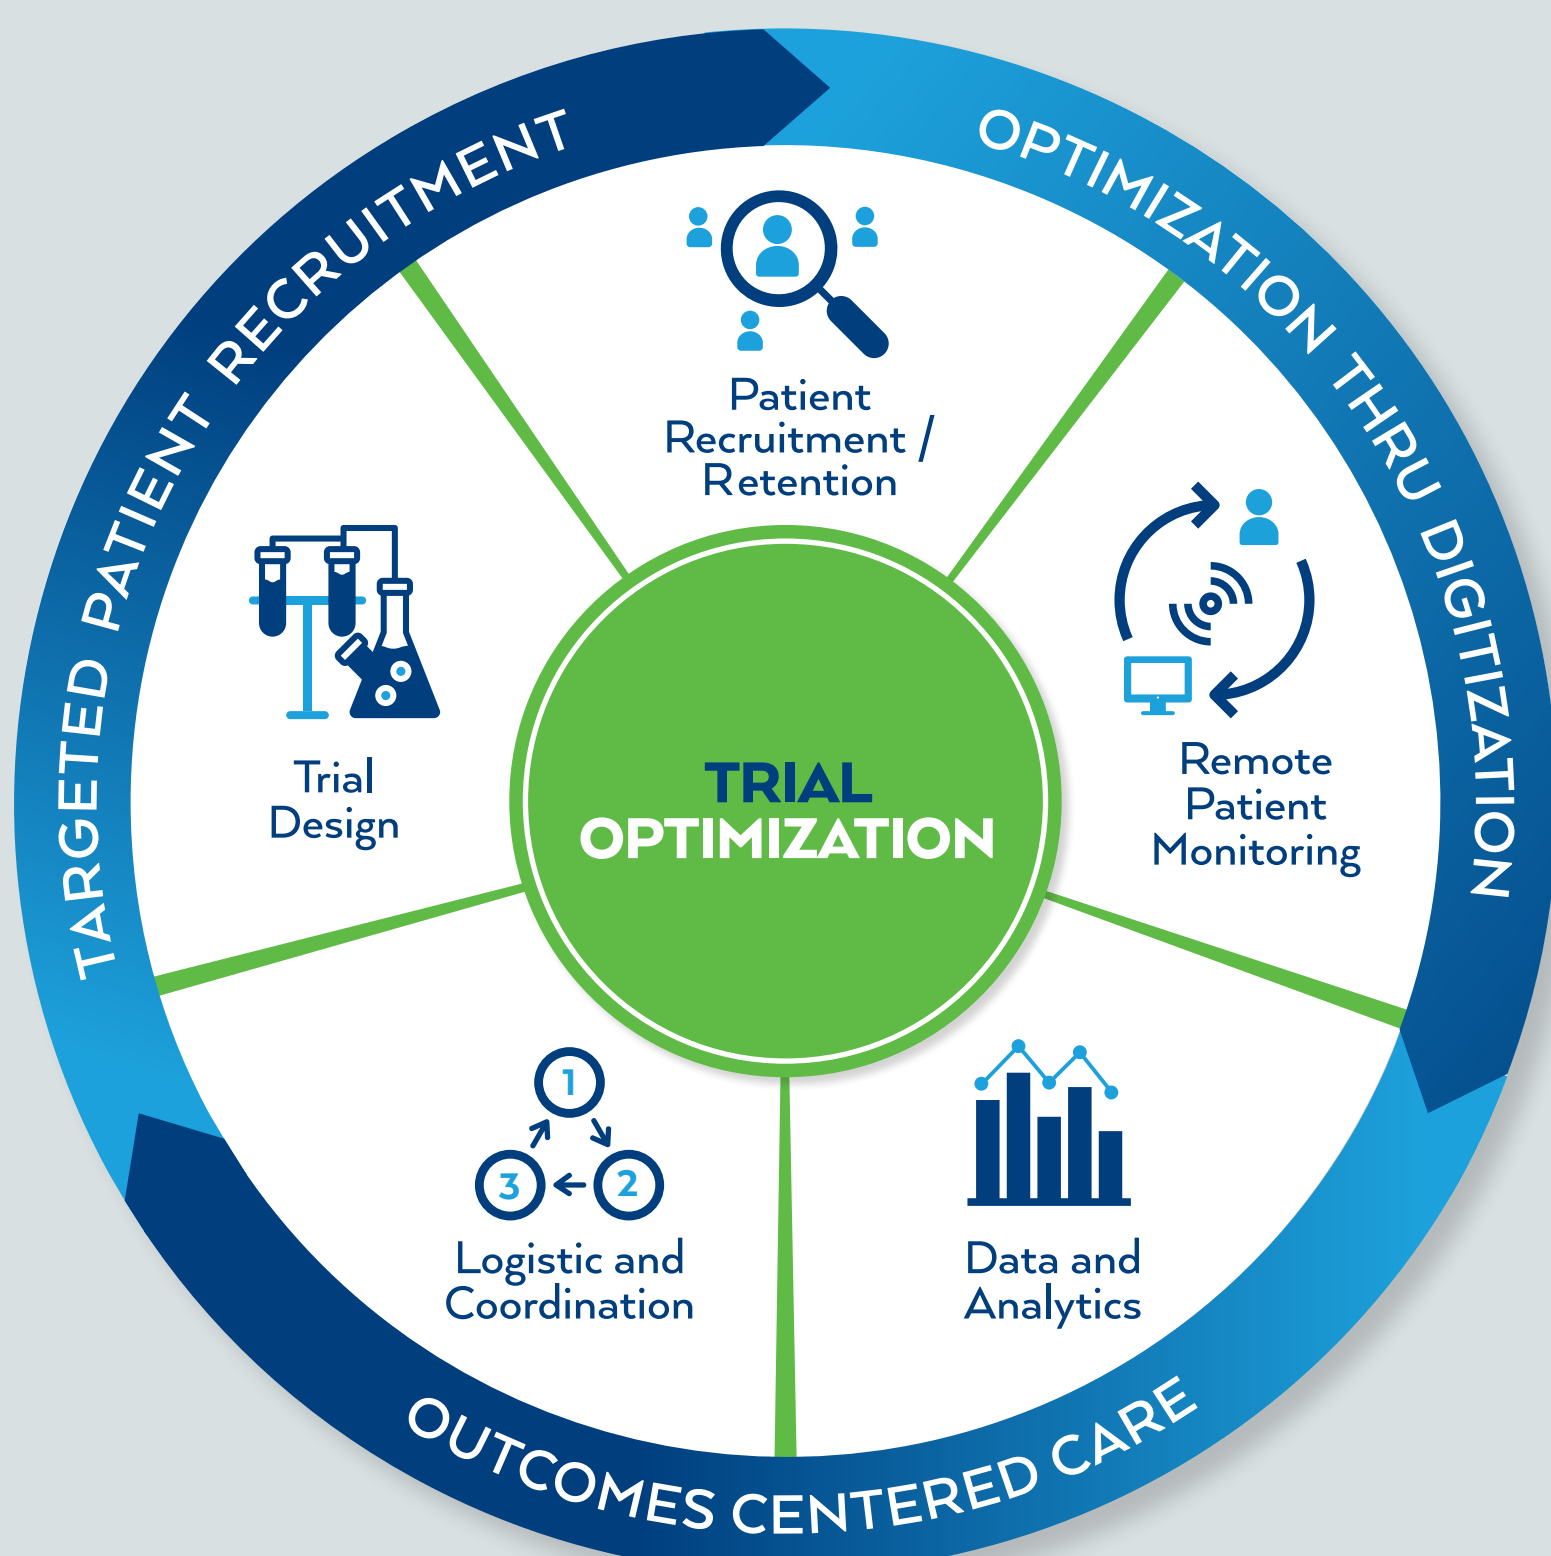 TARGETED PATIENT RECRUITMENT
OPTIMIZATION THRU DIGITIZATION
OUTCOMES CENTERED CARE
Patient
Recruitment /
Retention
Remote
Patient
Monitoring
Data and
Analytics
1
2
3
Logistic and
Coordination
Trial
Design
TRIAL
OPTIMIZATION